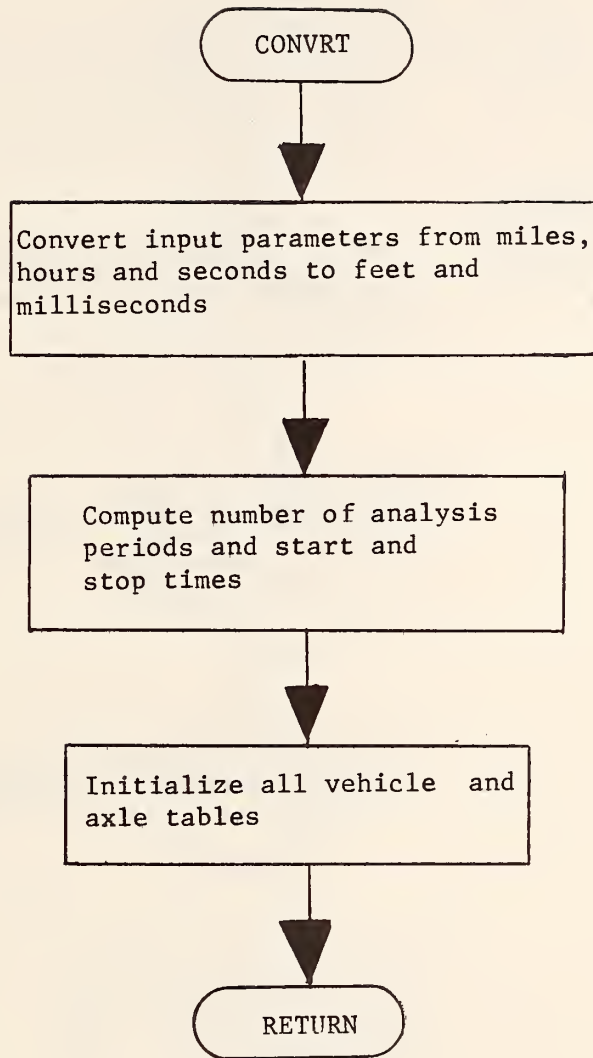 CONVRT
Convert input parameters from miles,
hours and seconds to feet and
milliseconds
Compute number of analysis
periods and start and
stop times
Initialize all vehicle and
axle tables
RETURN